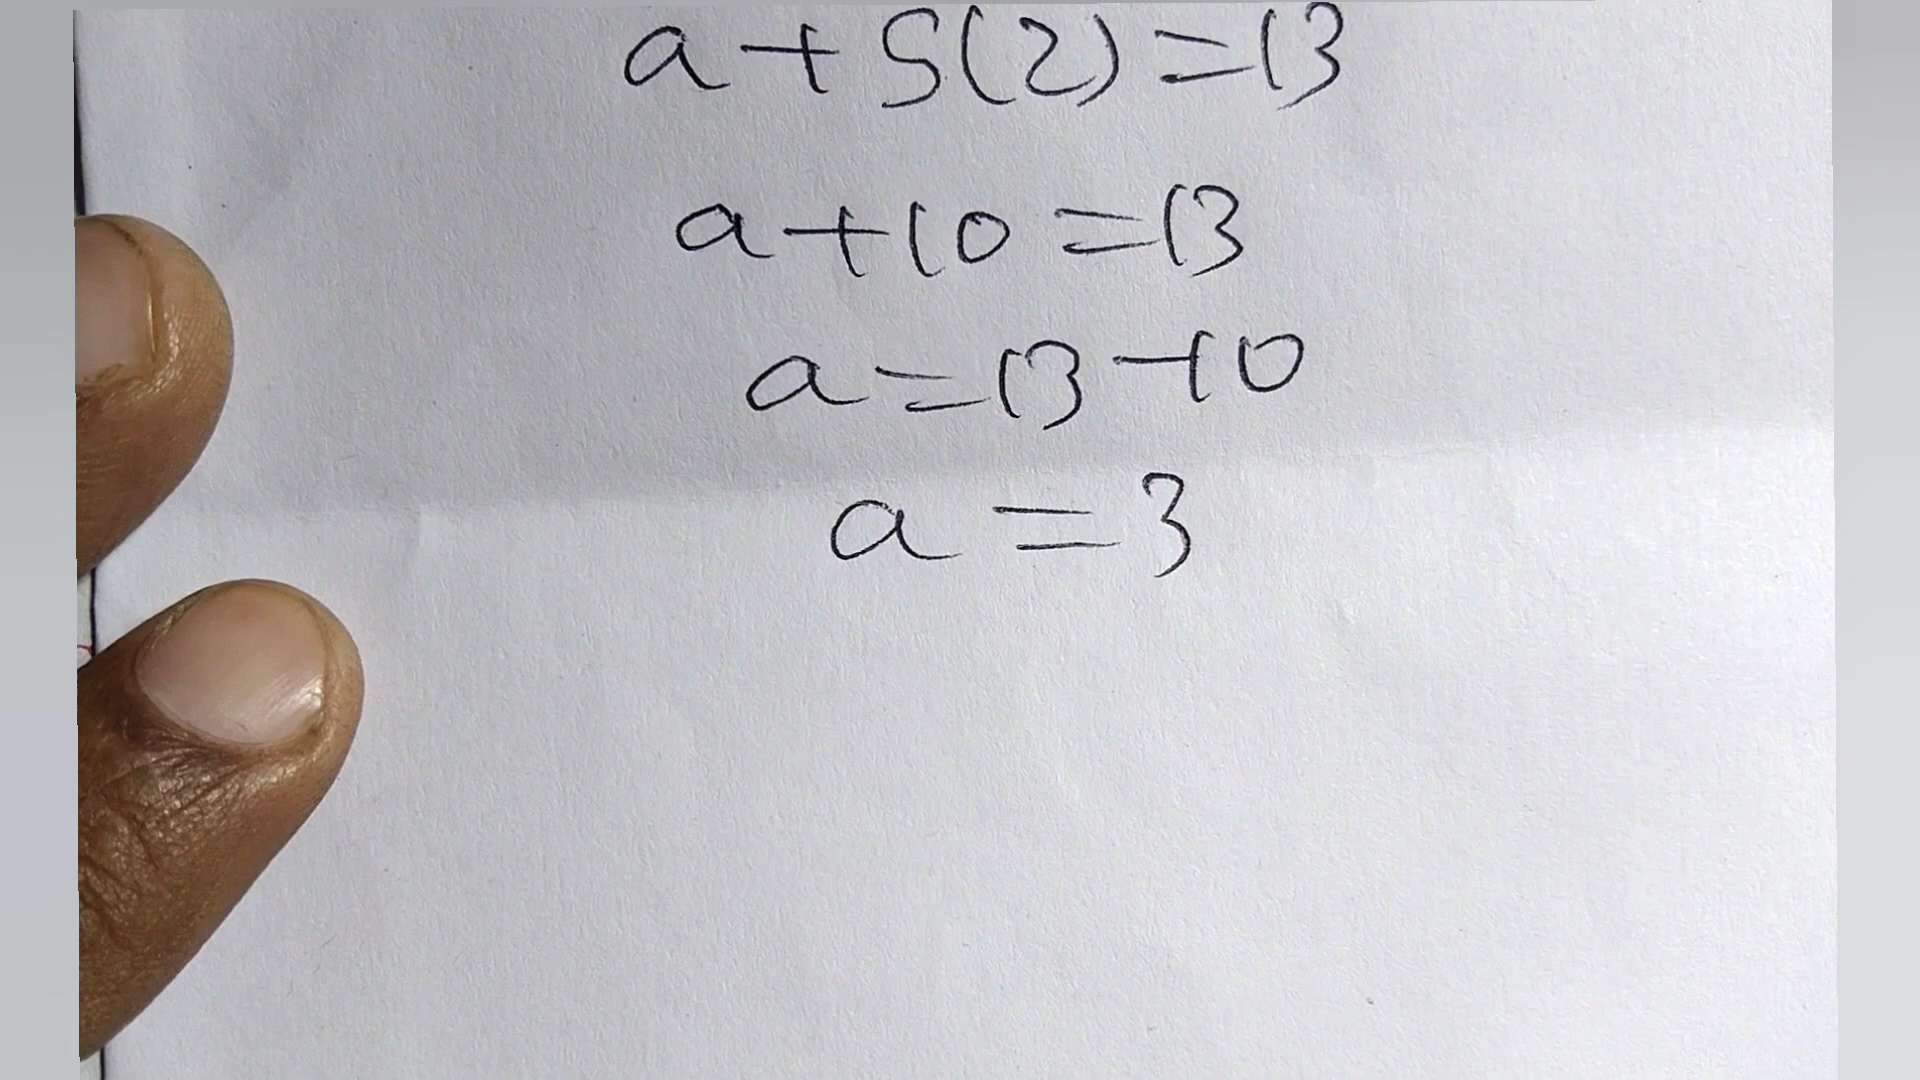 a + 5(2) = 13
a + 10 = 13
a = 13 - 10
a = 3